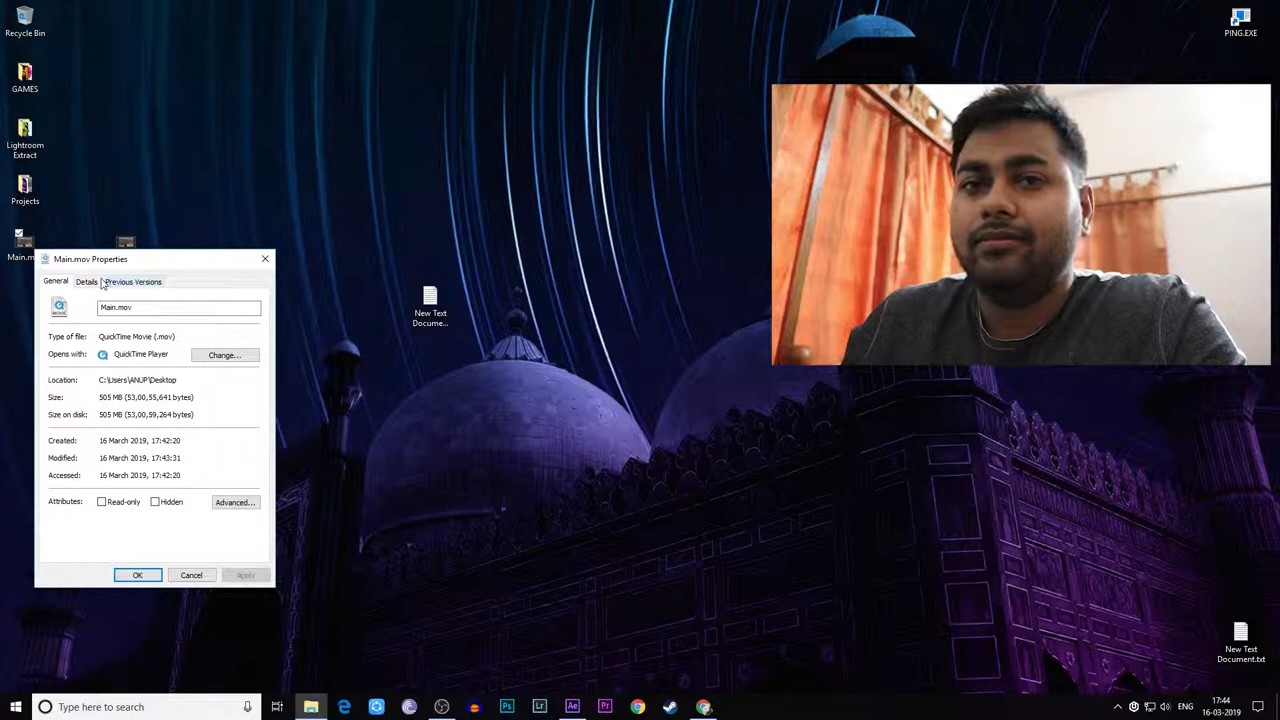 Recycle Bin
PING.EXE
GAMES
Lightroom
Extract
Projects
Main.m
Main.mov Properties
General
Details
Previous Versions
MOVIE
Main.mov
Type of file:
QuickTime Movie (.mov)
Opens with:
QuickTime Player
Change...
Location:
C:\Users\ANUP\Desktop
Size:
505 MB (53,00,55,641 bytes)
Size on disk:
505 MB (53,00,59,264 bytes)
Created:
16 March 2019, 17:42:20
Modified:
16 March 2019, 17:43:31
Accessed:
16 March 2019, 17:42:20
Attributes:
Read-only
Hidden
Advanced...
OK
Cancel
Apply
New Text
Docume...
New Text
Document.txt
Type here to search
Ps
Lr
Ae
Pr
ENG
17:44
16-03-2019